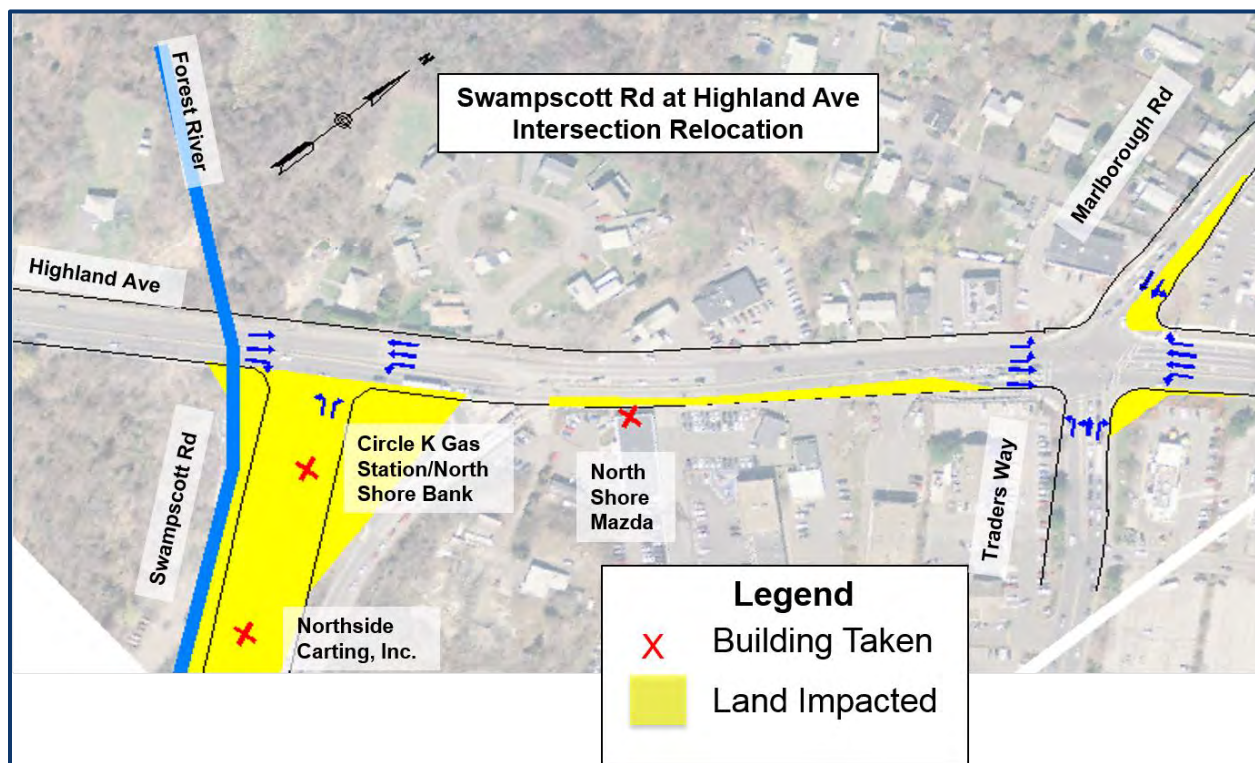 Forest River
N
Swampscott Rd at Highland Ave
Intersection Relocation
Marlborough Rd
Highland Ave
Swampscott Rd
Circle K Gas
Station/North
Shore Bank
North
Shore
Mazda
Traders Way
Northside
Carting, Inc.
Legend
X Building Taken
Land Impacted